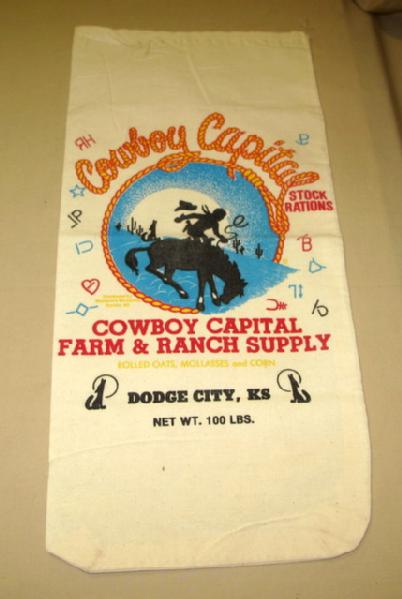 Cowboy Capital
STOCK
RATIONS
COWBOY CAPITAL
FARM & RANCH SUPPLY
ROLLED OATS, MOLLASSES and CORN
DODGE CITY, KS
NET WT. 100 LBS.